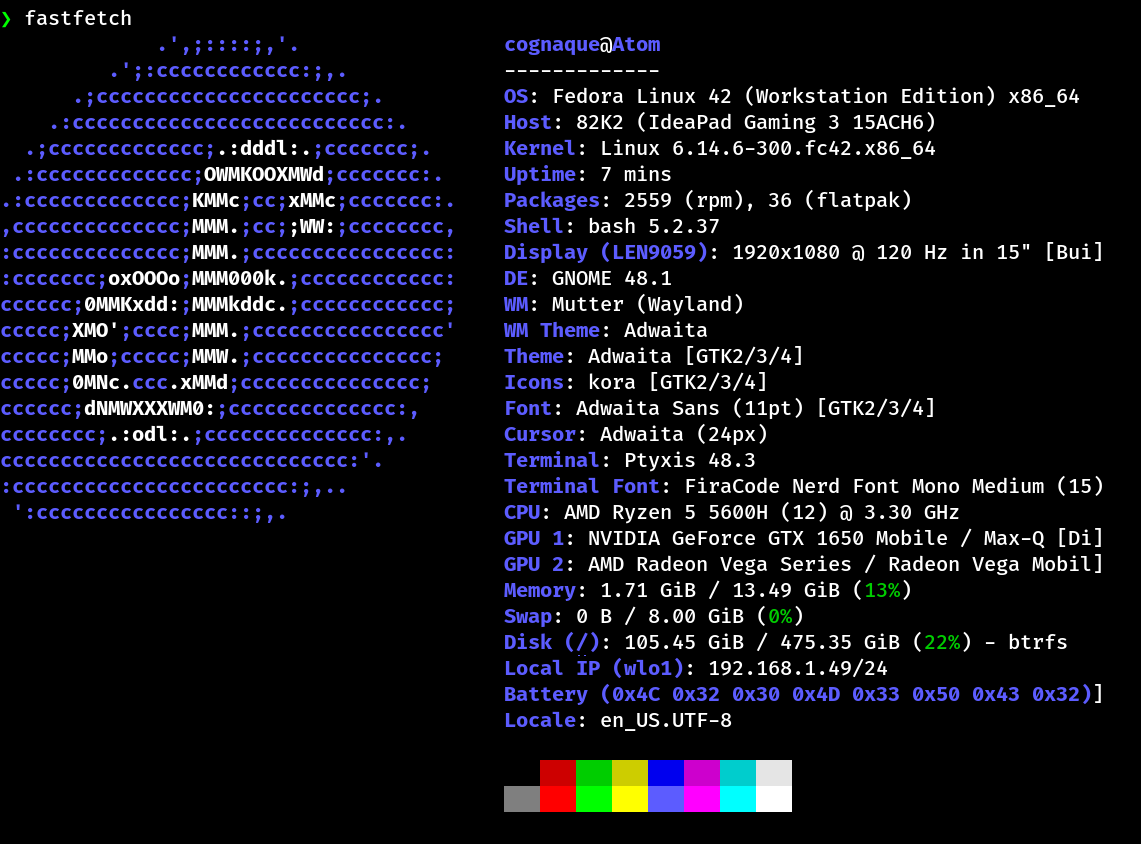 ❯ fastfetch
             .',;::::;,'.
         .';:cccccccccccc:;,.
      .;cccccccccccccccccccccc;.
    .:cccccccccccccccccccccccccc:.
  .;ccccccccccccc;.:dddl:.;ccccccc;.
 .:ccccccccccccc;OWMKOOXMWd;ccccccc:.
.:ccccccccccccc;KMMc;cc;xMMc;ccccccc:.
,cccccccccccccc;MMM.;cc;;WW:;cccccccc,
:cccccccccccccc;MMM.;cccccccccccccccc:
:ccccccc;oxOOOo;MMM000k.;cccccccccccc:
cccccc;0MMKxdd:;MMMkddc.;cccccccccccc;
ccccc;XMO';cccc;MMM.;cccccccccccccccc'
ccccc;MMo;ccccc;MMW.;ccccccccccccccc;
ccccc;0MNc.ccc.xMMd;ccccccccccccccc;
cccccc;dNMWXXXWM0:;cccccccccccccc:,
cccccccc;.:odl:.;cccccccccccccc:,.
ccccccccccccccccccccccccccccc:'.
:ccccccccccccccccccccccc:;,..
 ':cccccccccccccccc::;,.
cognaque@Atom
-------------
OS: Fedora Linux 42 (Workstation Edition) x86_64
Host: 82K2 (IdeaPad Gaming 3 15ACH6)
Kernel: Linux 6.14.6-300.fc42.x86_64
Uptime: 7 mins
Packages: 2559 (rpm), 36 (flatpak)
Shell: bash 5.2.37
Display (LEN9059): 1920x1080 @ 120 Hz in 15" [Bui]
DE: GNOME 48.1
WM: Mutter (Wayland)
WM Theme: Adwaita
Theme: Adwaita [GTK2/3/4]
Icons: kora [GTK2/3/4]
Font: Adwaita Sans (11pt) [GTK2/3/4]
Cursor: Adwaita (24px)
Terminal: Ptyxis 48.3
Terminal Font: FiraCode Nerd Font Mono Medium (15)
CPU: AMD Ryzen 5 5600H (12) @ 3.30 GHz
GPU 1: NVIDIA GeForce GTX 1650 Mobile / Max-Q [Di]
GPU 2: AMD Radeon Vega Series / Radeon Vega Mobil]
Memory: 1.71 GiB / 13.49 GiB (13%)
Swap: 0 B / 8.00 GiB (0%)
Disk (/): 105.45 GiB / 475.35 GiB (22%) - btrfs
Local IP (wlo1): 192.168.1.49/24
Battery (0x4C 0x32 0x30 0x4D 0x33 0x50 0x43 0x32)]
Locale: en_US.UTF-8